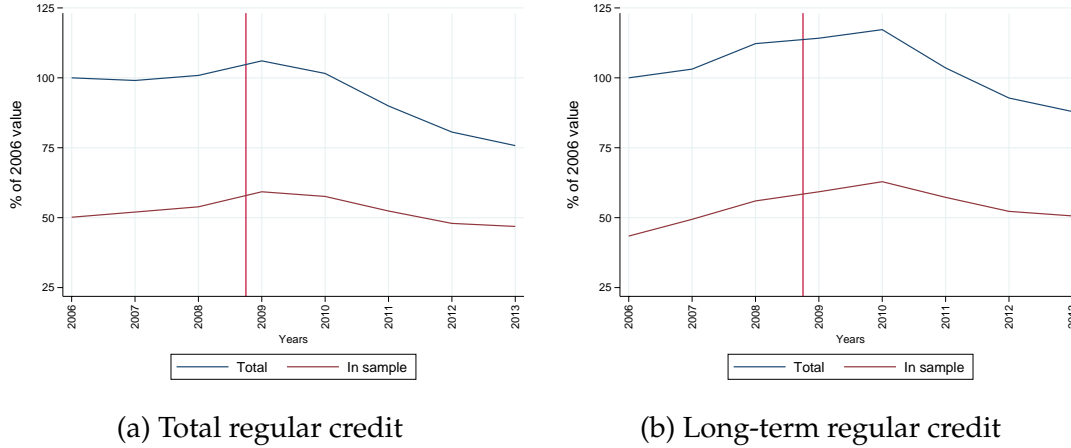 125
100
75
50
25
% of 2006 value
2006 2007 2008 2009 2010 2011 2012 2013
Years
Total In sample
(a) Total regular credit
125
100
75
50
25
% of 2006 value
2006 2007 2008 2009 2010 2011 2012 2013
Years
Total In sample
(b) Long-term regular credit